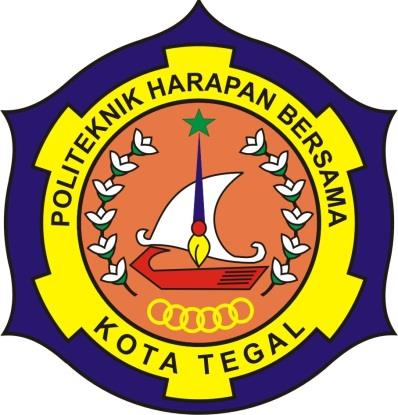 POLITEKNIK HARAPAN BERSAMA
KOTA TEGAL